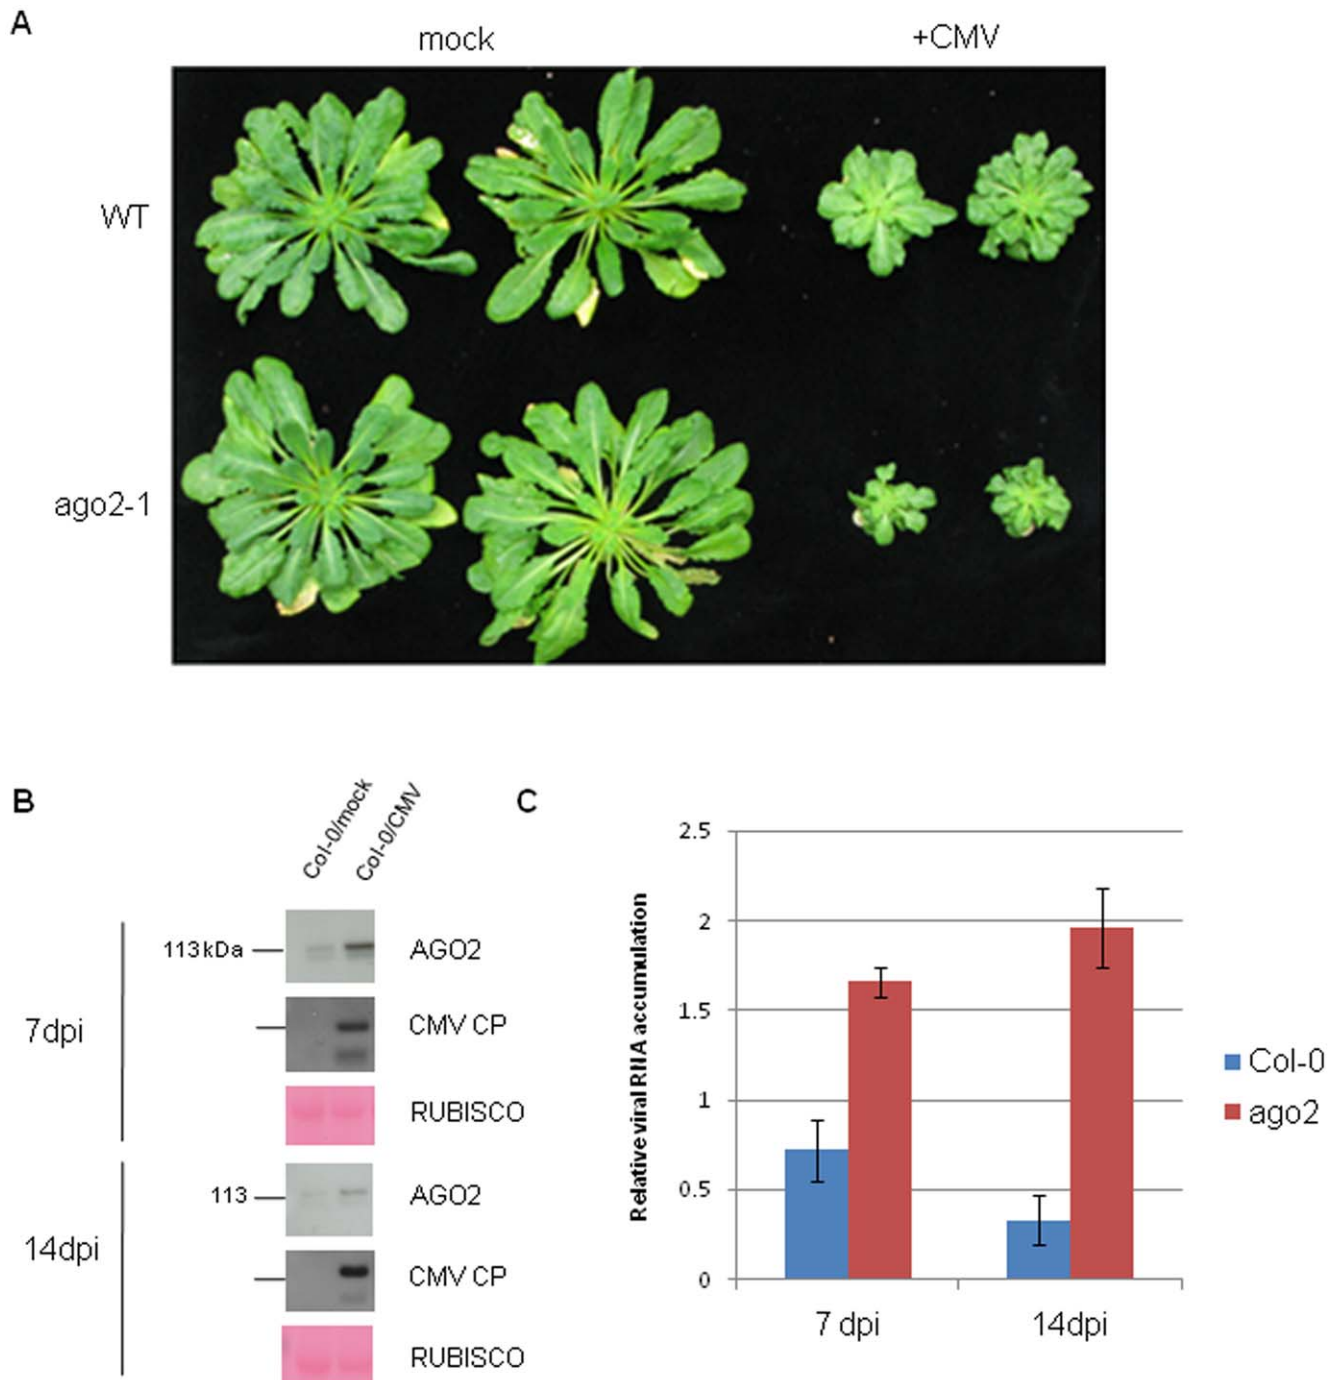 A
mock +CMV
WT
ago2-1
B
Col-0/mock
Col-0/CMV
113kDa AGO2
CMV CP
7dpi
RUBISCO
113 AGO2
14dpi
CMV CP
RUBISCO
C
Relative viral RNA accumulation
2.5
2
1.5
1
0.5
0
7 dpi 14dpi
Col-0
ago2